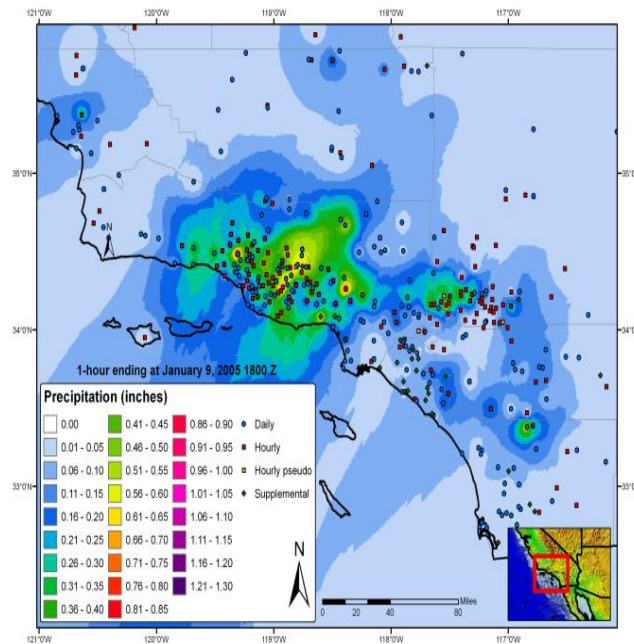 121°0'W 120°0'W 119°0'W 118°0'W 117°0'W
35°0'N 35°0'N
34°0'N 34°0'N
33°0'N 33°0'N
N
1-hour ending at January 9, 2005 1800 Z
Precipitation (inches)
0.00 0.41 - 0.45 0.86 - 0.90 Daily
0.01 - 0.05 0.46 - 0.50 0.91 - 0.95 Hourly
0.06 - 0.10 0.51 - 0.55 0.96 - 1.00 Hourly pseudo
0.11 - 0.15 0.56 - 0.60 1.01 - 1.05 Supplemental
0.16 - 0.20 0.61 - 0.65 1.06 - 1.10
0.21 - 0.25 0.66 - 0.70 1.11 - 1.15
0.26 - 0.30 0.71 - 0.75 1.16 - 1.20
0.31 - 0.35 0.76 - 0.80 1.21 - 1.30
0.36 - 0.40 0.81 - 0.85
N
Miles
0 20 40 80
121°0'W 120°0'W 119°0'W 118°0'W 117°0'W